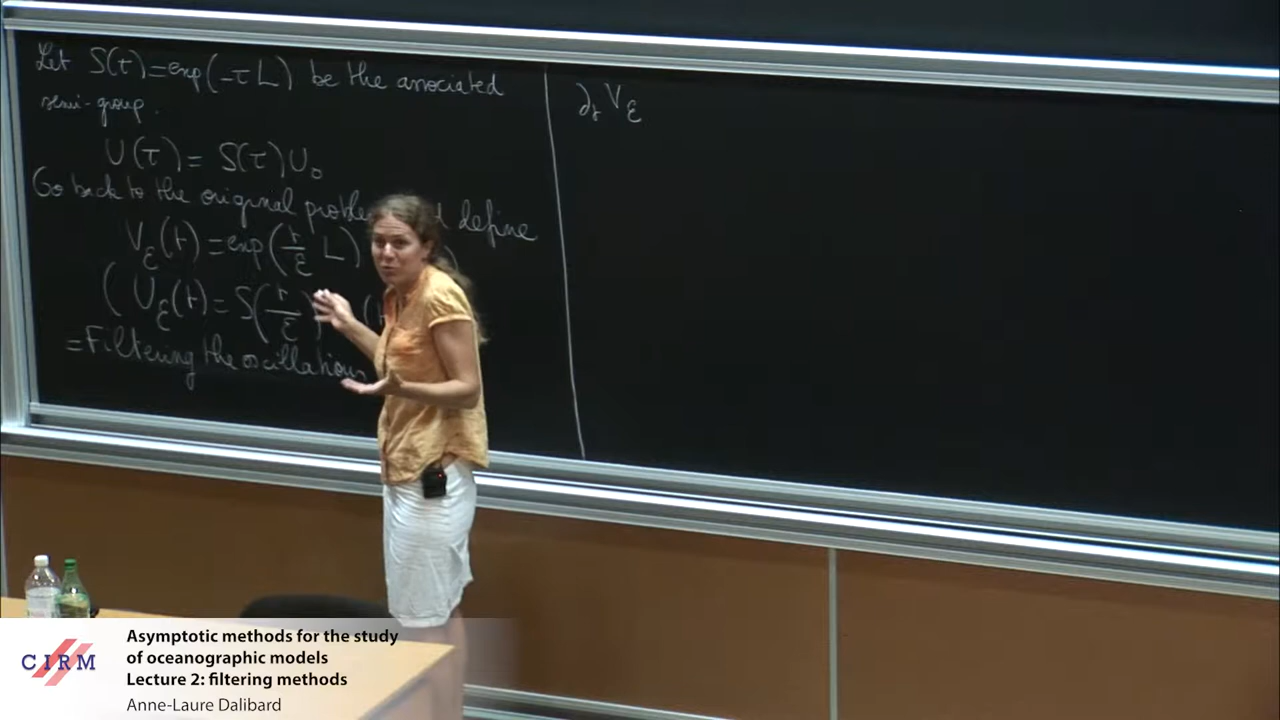 Let S(τ)=exp(-τL) be the associated
semi-group.
U(τ)= S(τ)U₀
Go back to the original define
V_ε(t)=exp(t/ε L)
(U_ε(t)=S(t/ε)
=Filtering the oscillations
∂ₜ V_ε
CIRM
Asymptotic methods for the study
of oceanographic models
Lecture 2: filtering methods
Anne-Laure Dalibard